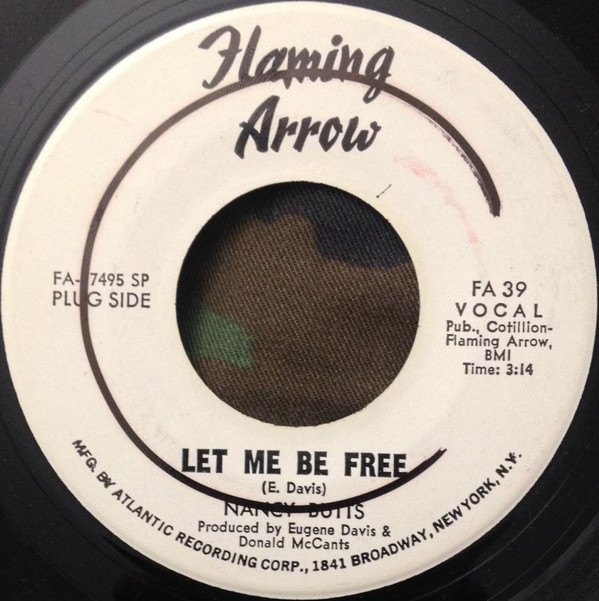 Flaming
Arrow
FA-17495 SP
PLUG SIDE
FA 39
VOCAL
Pub., Cotillion-
Flaming Arrow,
BMI
Time: 3:14
LET ME BE FREE
(E. Davis)
NANCY BUTTS
Produced by Eugene Davis &
Donald McCants
MFG. BY ATLANTIC RECORDING CORP., 1841 BROADWAY, NEW YORK, N.Y.